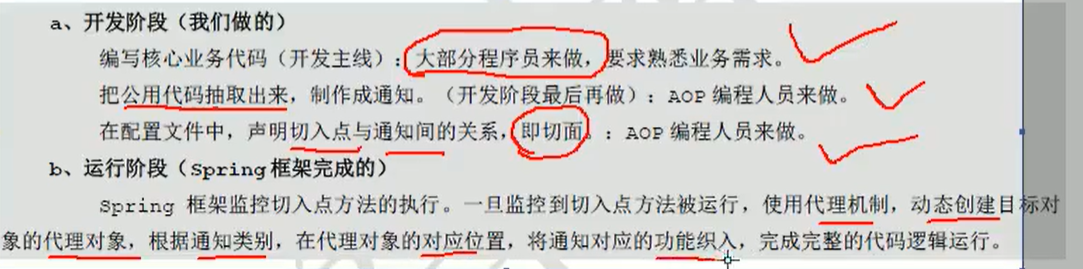 a、开发阶段（我们做的）
编写核心业务代码（开发主线）：大部分程序员来做，要求熟悉业务需求。
把公用代码抽取出来，制作成通知。（开发阶段最后再做）：AOP 编程人员来做。
在配置文件中，声明切入点与通知间的关系，即切面。：AOP 编程人员来做。
b、运行阶段（Spring 框架完成的）
Spring 框架监控切入点方法的执行。一旦监控到切入点方法被运行，使用代理机制，动态创建目标对
象的代理对象，根据通知类别，在代理对象的对应位置，将通知对应的功能织入，完成完整的代码逻辑运行。